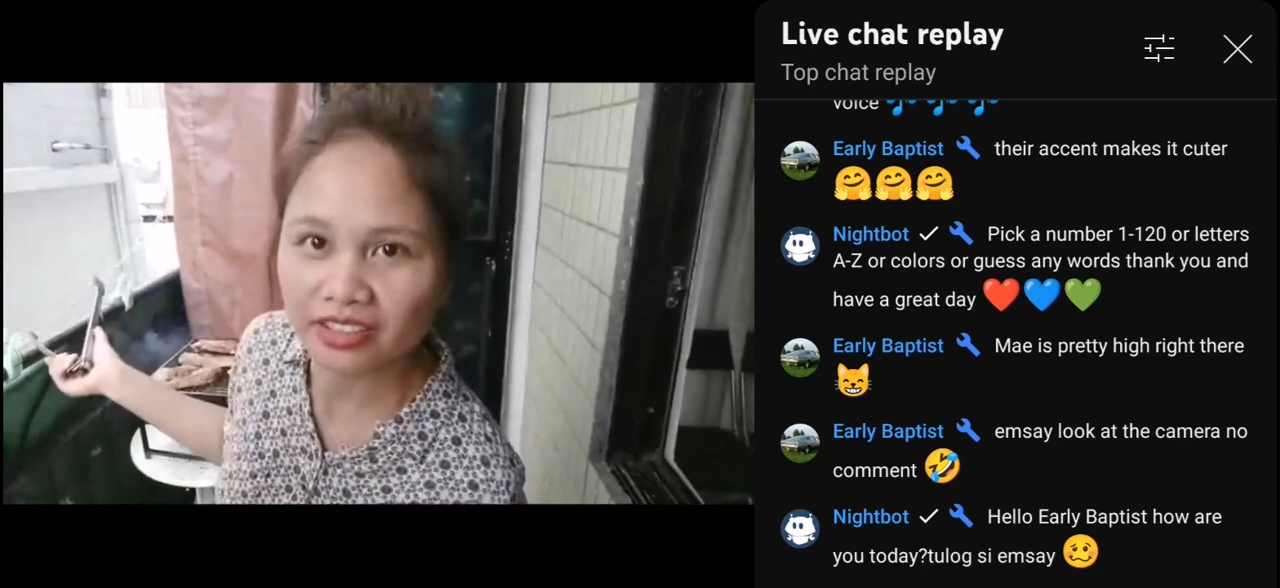 Live chat replay
Top chat replay
voice 🎶 🎶 🎶
Early Baptist 🔧 their accent makes it cuter
🤗🤗🤗
Nightbot ✓ 🔧 Pick a number 1-120 or letters
A-Z or colors or guess any words thank you and
have a great day ❤️💙💚
Early Baptist 🔧 Mae is pretty high right there
😸
Early Baptist 🔧 emsay look at the camera no
comment 🤣
Nightbot ✓ 🔧 Hello Early Baptist how are
you today?tulog si emsay 🥴